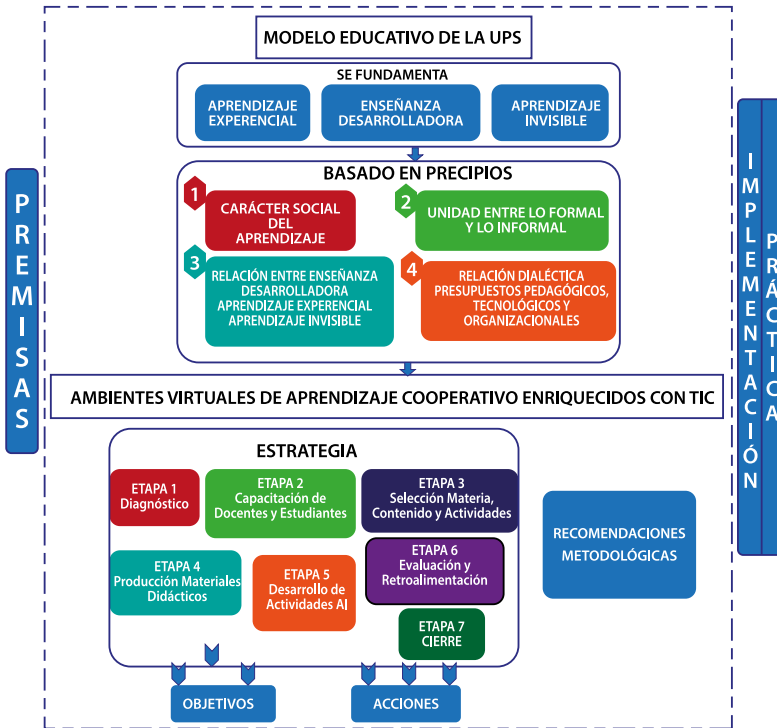 MODELO EDUCATIVO DE LA UPS
SE FUNDAMENTA
APRENDIZAJE
EXPERENCIAL
ENSEÑANZA
DESARROLLADORA
APRENDIZAJE
INVISIBLE
BASADO EN PRECIPIOS
1
CARÁCTER SOCIAL
DEL
APRENDIZAJE
2
UNIDAD ENTRE LO FORMAL
Y LO INFORMAL
3
RELACIÓN ENTRE ENSEÑANZA
DESARROLLADORA
APRENDIZAJE EXPERENCIAL
APRENDIZAJE INVISIBLE
4
RELACIÓN DIALÉCTICA
PRESUPUESTOS PEDAGÓGICOS,
TECNOLÓGICOS Y
ORGANIZACIONALES
PREMISAS
IMPLEMENTACIÓN
PRÁCTICA
AMBIENTES VIRTUALES DE APRENDIZAJE COOPERATIVO ENRIQUECIDOS CON TIC
ESTRATEGIA
ETAPA 1
Diagnóstico
ETAPA 2
Capacitación de
Docentes y Estudiantes
ETAPA 3
Selección Materia,
Contenido y Actividades
ETAPA 4
Producción Materiales
Didácticos
ETAPA 5
Desarrollo de
Actividades AI
ETAPA 6
Evaluación y
Retroalimentación
ETAPA 7
CIERRE
RECOMENDACIONES
METODOLÓGICAS
OBJETIVOS
ACCIONES